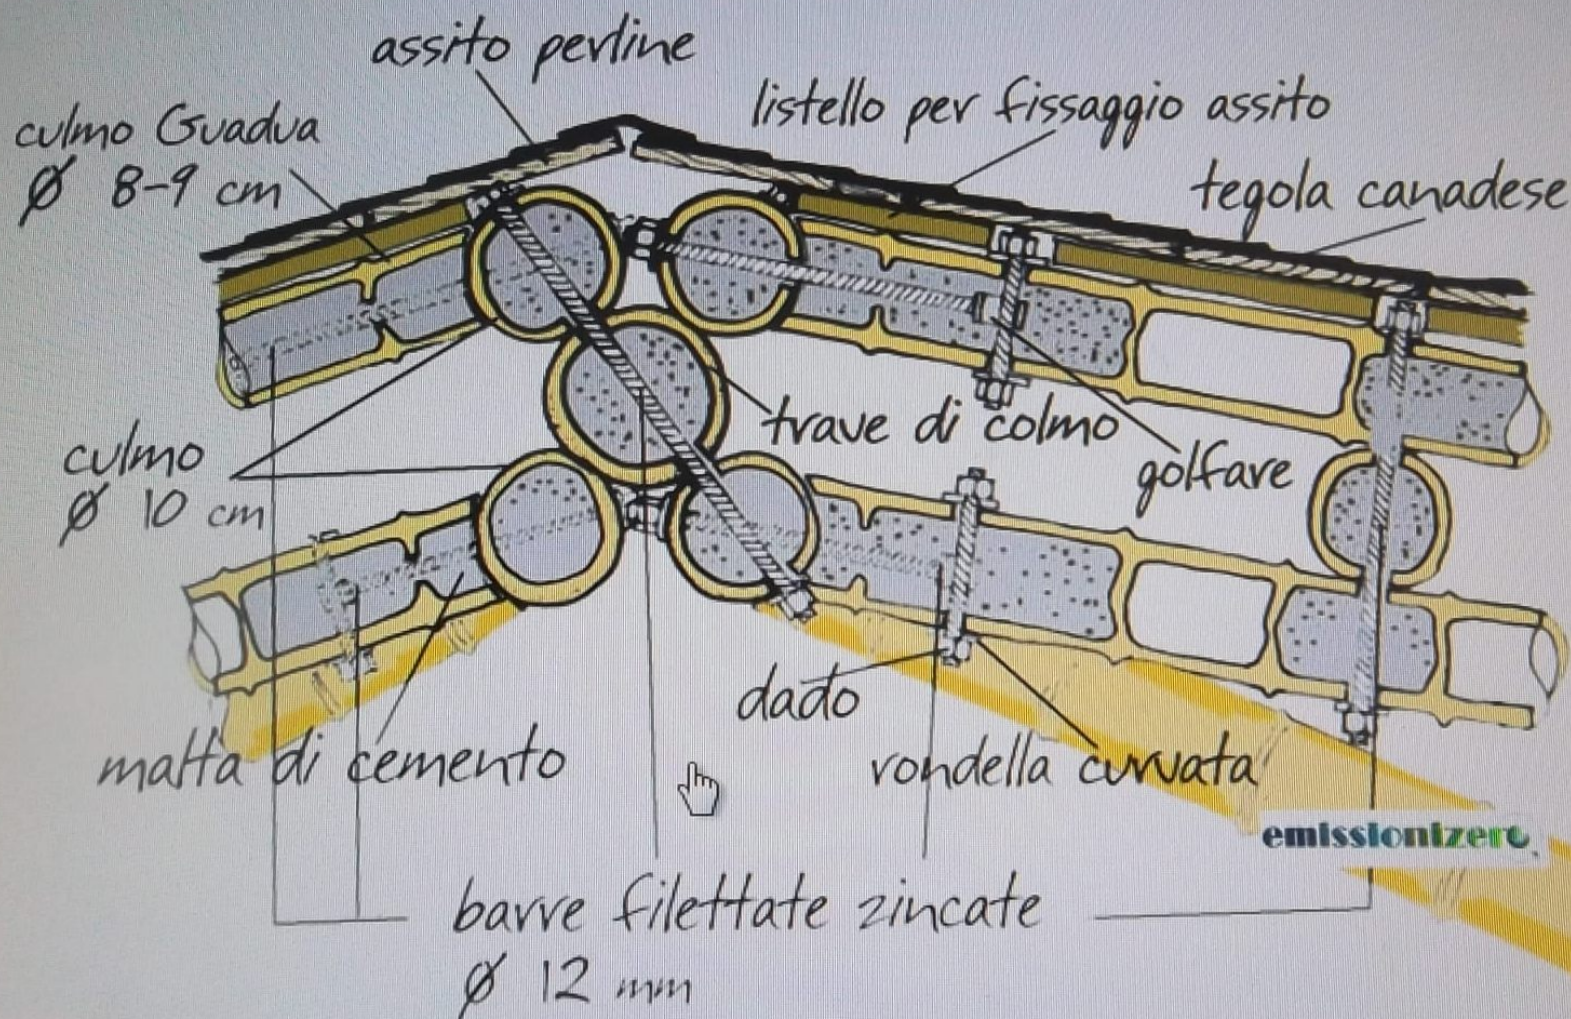 assito perline
listello per fissaggio assito
culmo Guadua
Ø 8-9 cm
tegola canadese
trave di colmo
golfare
culmo
Ø 10 cm
dado
malta di cemento
rondella curvata
emissionizero
barre filettate zincate
Ø 12 mm